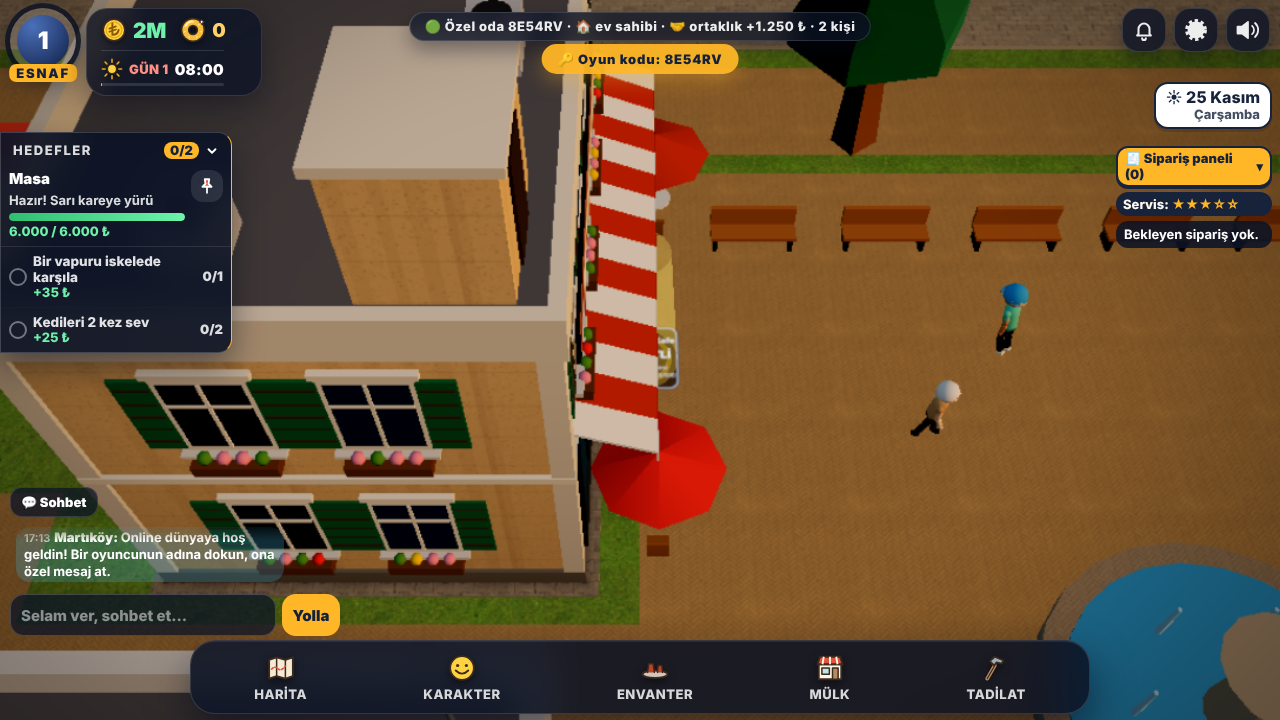 1
ESNAF
2M
0
GÜN 1 08:00
Özel oda 8E54RV · ev sahibi · ortaklık +1.250 ₺ · 2 kişi
Oyun kodu: 8E54RV
25 Kasım
Çarşamba
Sipariş paneli
(0)
Servis: ★★★☆☆
Bekleyen sipariş yok.
HEDEFLER 0/2
Masa
Hazır! Sarı kareye yürü
6.000 / 6.000 ₺
Bir vapuru iskelede
karşıla
0/1
+35 ₺
Kedileri 2 kez sev
0/2
+25 ₺
Sohbet
17:13 Martıköy: Online dünyaya hoş
geldin! Bir oyuncunun adına dokun, ona
özel mesaj at.
Selam ver, sohbet et...
Yolla
HARİTA
KARAKTER
ENVANTER
MÜLK
TADİLAT